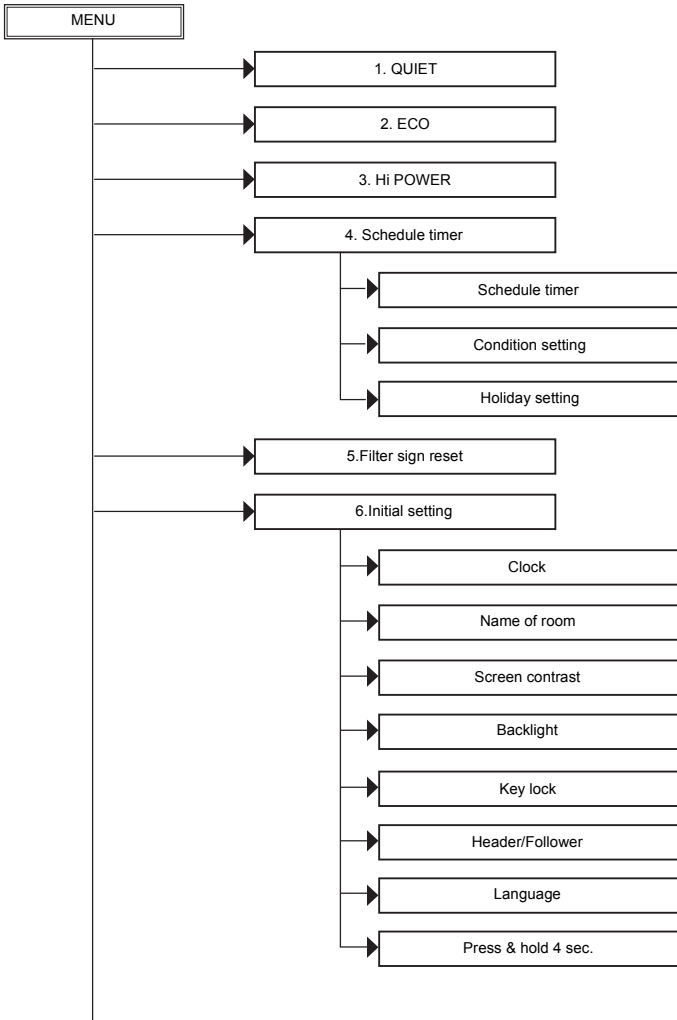 MENU
1. QUIET
2. ECO
3. Hi POWER
4. Schedule timer
Schedule timer
Condition setting
Holiday setting
5.Filter sign reset
6.Initial setting
Clock
Name of room
Screen contrast
Backlight
Key lock
Header/Follower
Language
Press & hold 4 sec.